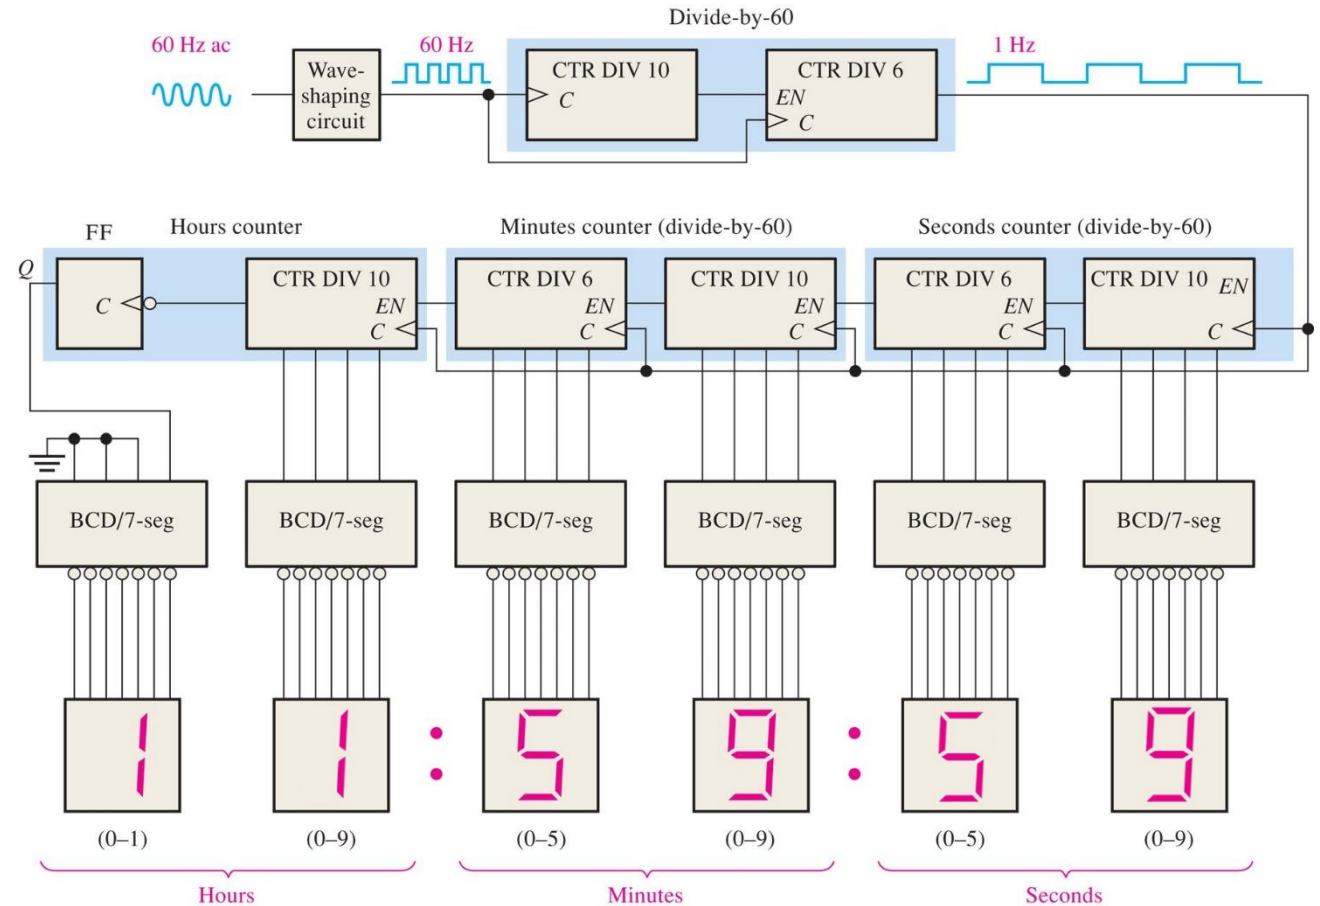 Divide-by-60
60 Hz ac
60 Hz
1 Hz
Wave-
shaping
circuit
CTR DIV 10
C
CTR DIV 6
EN
C
FF
Hours counter
Minutes counter (divide-by-60)
Seconds counter (divide-by-60)
Q
C
CTR DIV 10
EN
C
CTR DIV 6
EN
C
CTR DIV 10
EN
C
CTR DIV 6
EN
C
CTR DIV 10
EN
C
BCD/7-seg
BCD/7-seg
BCD/7-seg
BCD/7-seg
BCD/7-seg
BCD/7-seg
1 1 : 5 9 : 5 9
(0–1)
(0–9)
(0–5)
(0–9)
(0–5)
(0–9)
Hours
Minutes
Seconds